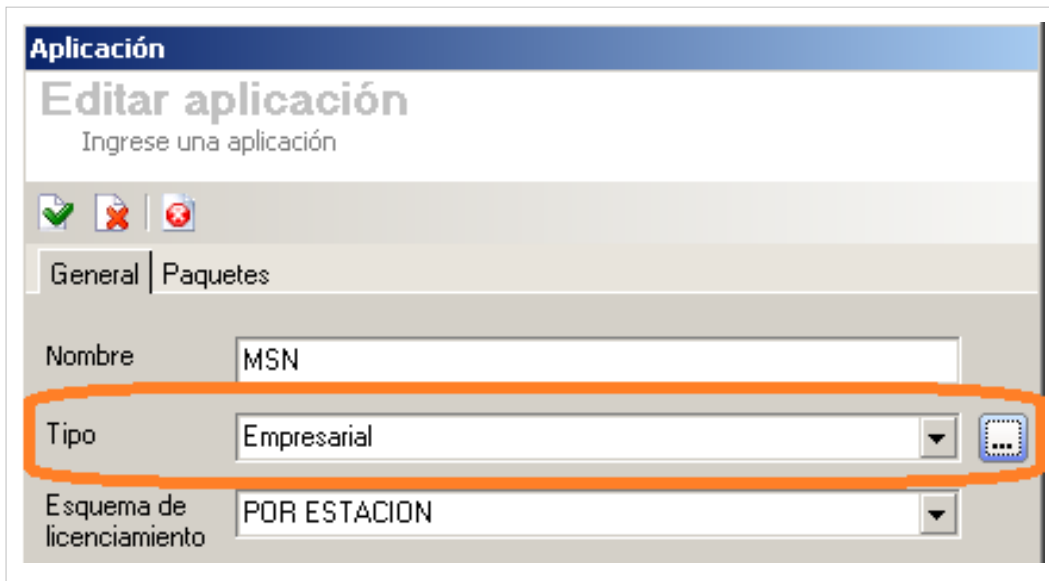 Aplicación
Editar aplicación
Ingrese una aplicación
General Paquetes
Nombre MSN
Tipo Empresarial ...
Esquema de
licenciamiento POR ESTACION